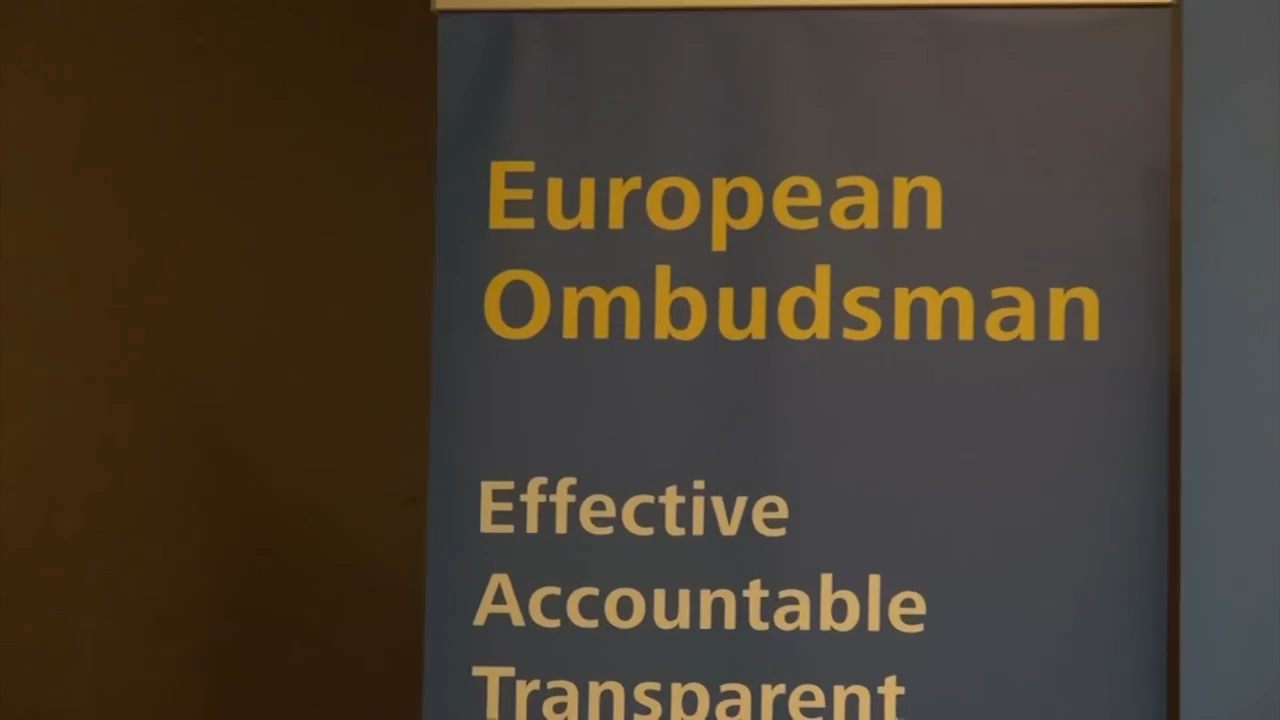 European
Ombudsman
Effective
Accountable
Transparent